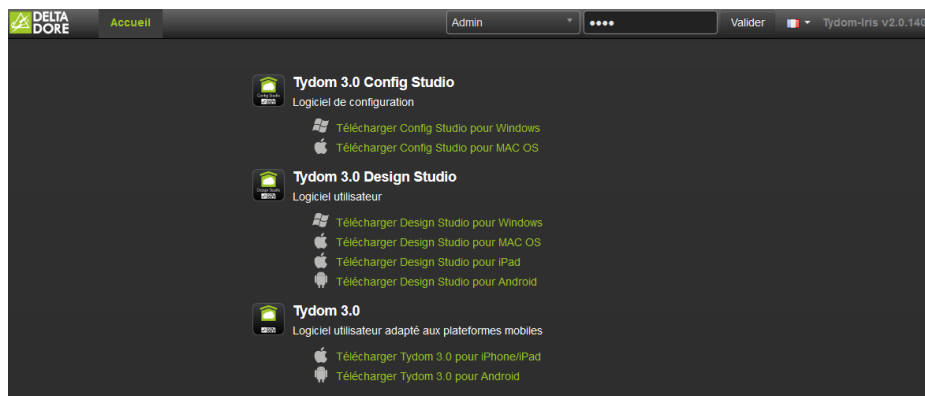 DELTA DORE Accueil Admin •••• Valider Tydom-Iris v2.0.140
Tydom 3.0 Config Studio
Logiciel de configuration
Télécharger Config Studio pour Windows
Télécharger Config Studio pour MAC OS
Tydom 3.0 Design Studio
Logiciel utilisateur
Télécharger Design Studio pour Windows
Télécharger Design Studio pour MAC OS
Télécharger Design Studio pour iPad
Télécharger Design Studio pour Android
Tydom 3.0
Logiciel utilisateur adapté aux plateformes mobiles
Télécharger Tydom 3.0 pour iPhone/iPad
Télécharger Tydom 3.0 pour Android